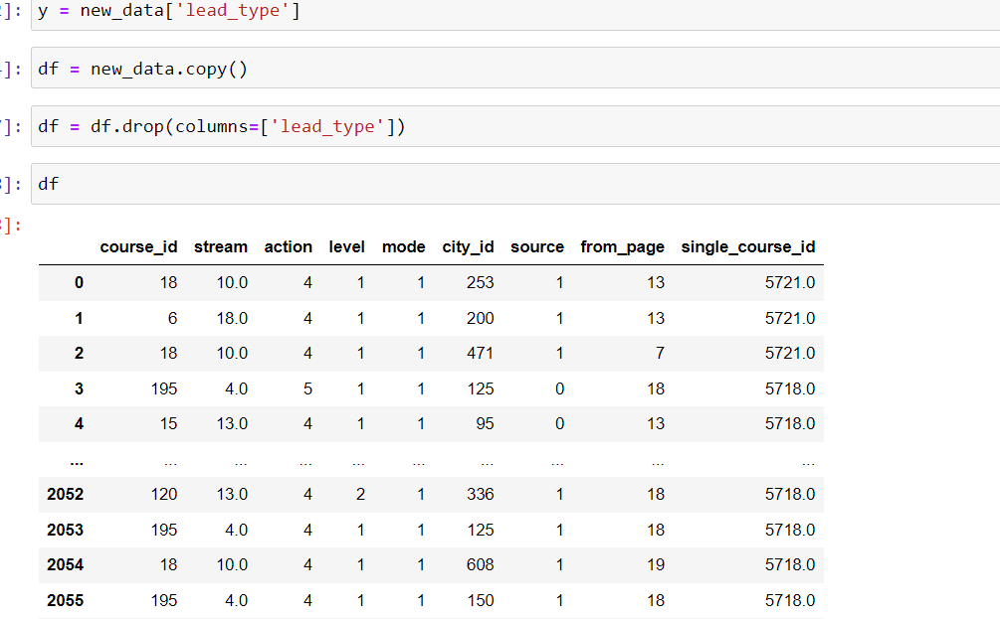 ]: y = new_data['lead_type']
]: df = new_data.copy()
]: df = df.drop(columns=['lead_type'])
]: df
]:
course_id stream action level mode city_id source from_page single_course_id
0 18 10.0 4 1 1 253 1 13 5721.0
1 6 18.0 4 1 1 200 1 13 5721.0
2 18 10.0 4 1 1 471 1 7 5721.0
3 195 4.0 5 1 1 125 0 18 5718.0
4 15 13.0 4 1 1 95 0 13 5718.0
... ... ... ... ... ... ... ... ... ...
2052 120 13.0 4 2 1 336 1 18 5718.0
2053 195 4.0 4 1 1 125 1 18 5718.0
2054 18 10.0 4 1 1 608 1 19 5718.0
2055 195 4.0 4 1 1 150 1 18 5718.0